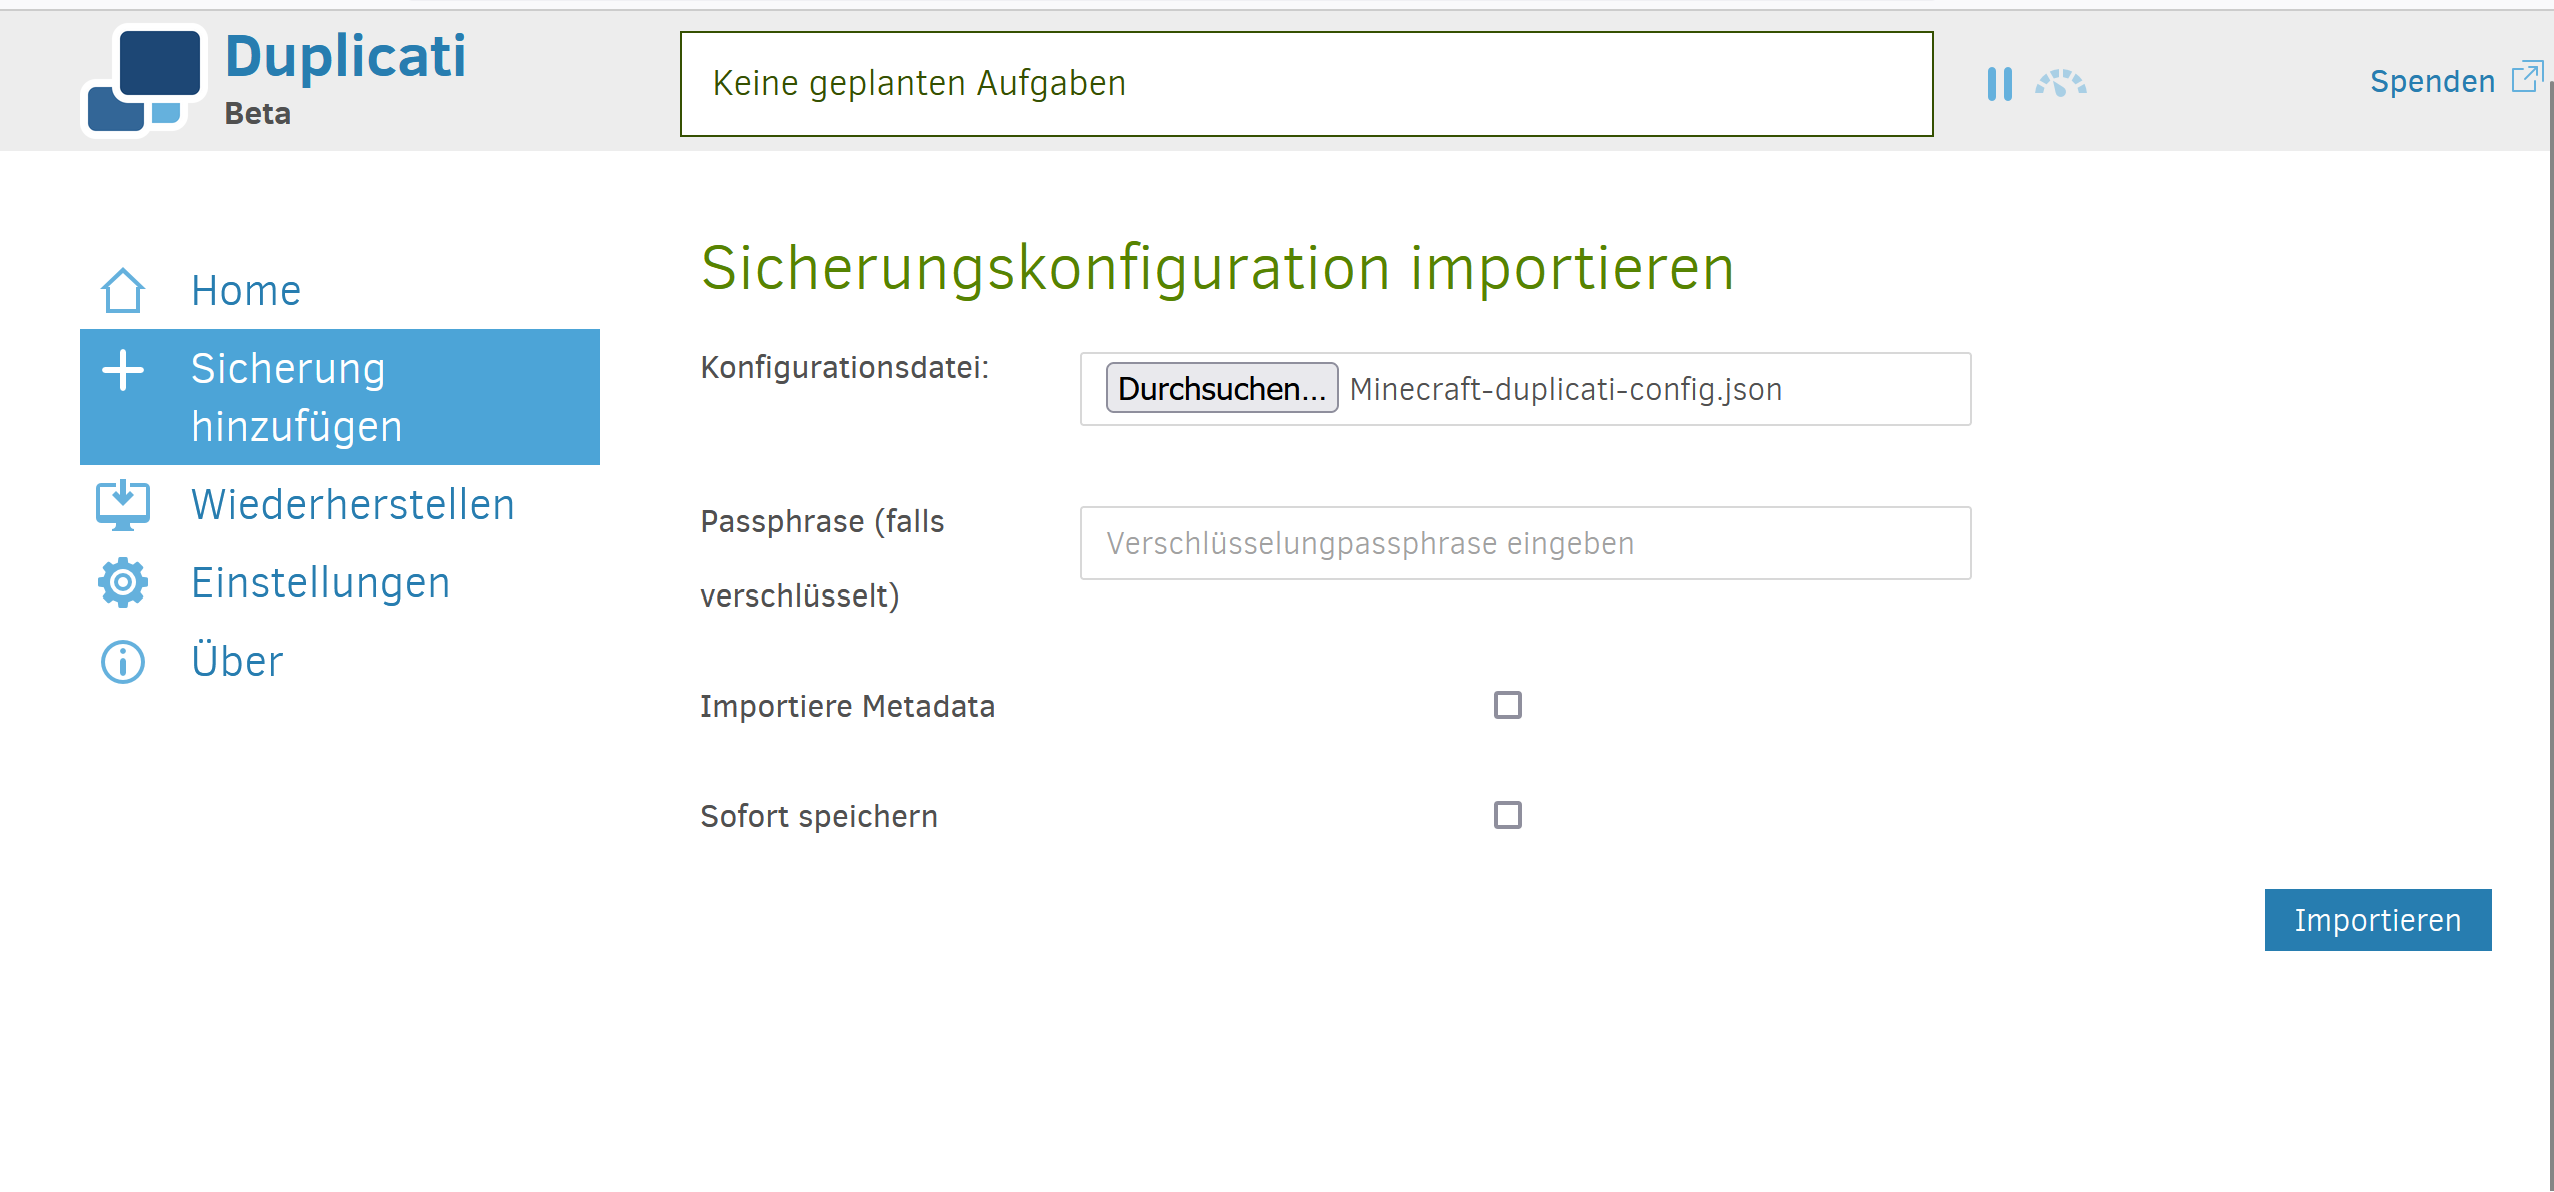 Duplicati
Beta
Keine geplanten Aufgaben
Spenden
Home
Sicherung
hinzufügen
Wiederherstellen
Einstellungen
Über
Sicherungskonfiguration importieren
Konfigurationsdatei:
Durchsuchen... Minecraft-duplicati-config.json
Passphrase (falls
verschlüsselt)
Verschlüsselungpassphrase eingeben
Importiere Metadata
Sofort speichern
Importieren